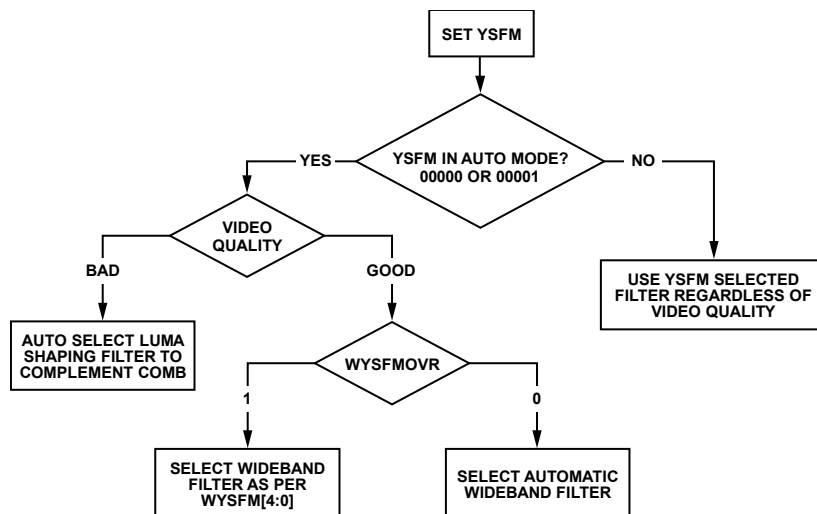 SET YSFM
YSFM IN AUTO MODE?
00000 OR 00001
YES
NO
VIDEO
QUALITY
BAD
GOOD
USE YSFM SELECTED
FILTER REGARDLESS OF
VIDEO QUALITY
AUTO SELECT LUMA
SHAPING FILTER TO
COMPLEMENT COMB
WYSFMOVR
1
0
SELECT WIDEBAND
FILTER AS PER
WYSFM[4:0]
SELECT AUTOMATIC
WIDEBAND FILTER